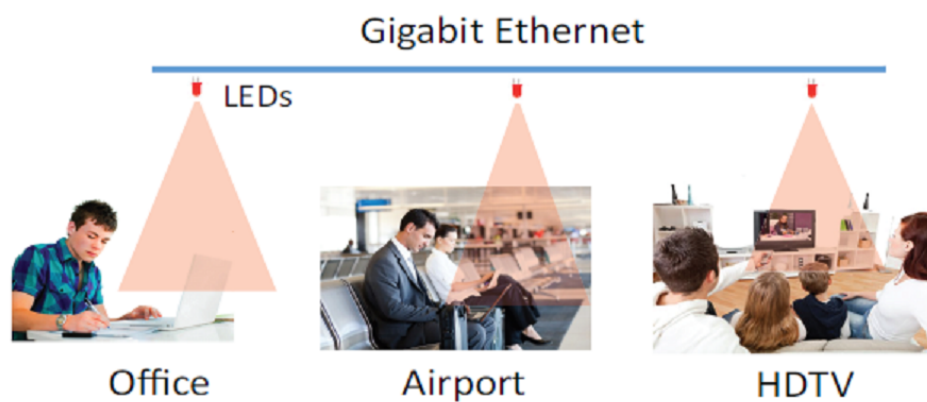 Gigabit Ethernet
LEDs
Office
Airport
HDTV